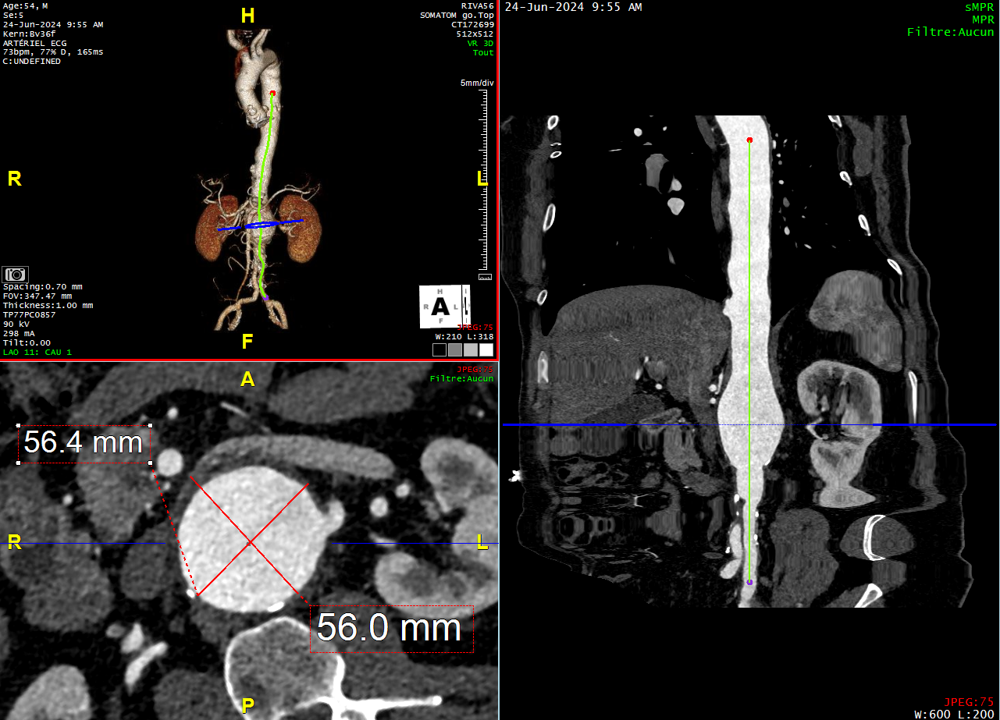 Age:54, M
Se:5
24-Jun-2024 9:55 AM
Kern:Bv36f
ARTÉRIEL ECG
73bpm, 77% D, 165ms
C:UNDEFINED
H
RIVA56
SOMATOM go.Top
CT172699
512x512
VR 3D
Tout
5mm/div
R
L
Spacing:0.70 mm
FOV:347.47 mm
Thickness:1.00 mm
TP77PC0857
90 kV
298 mA
Tilt:0.00
LAO 11: CAU 1
F
H
R A L
F
JPEG:75
W:210 L:318
24-Jun-2024 9:55 AM
sMPR
MPR
Filtre:Aucun
JPEG:75
W:600 L:200
A
JPEG:75
Filtre:Aucun
56.4 mm
R
L
56.0 mm
P